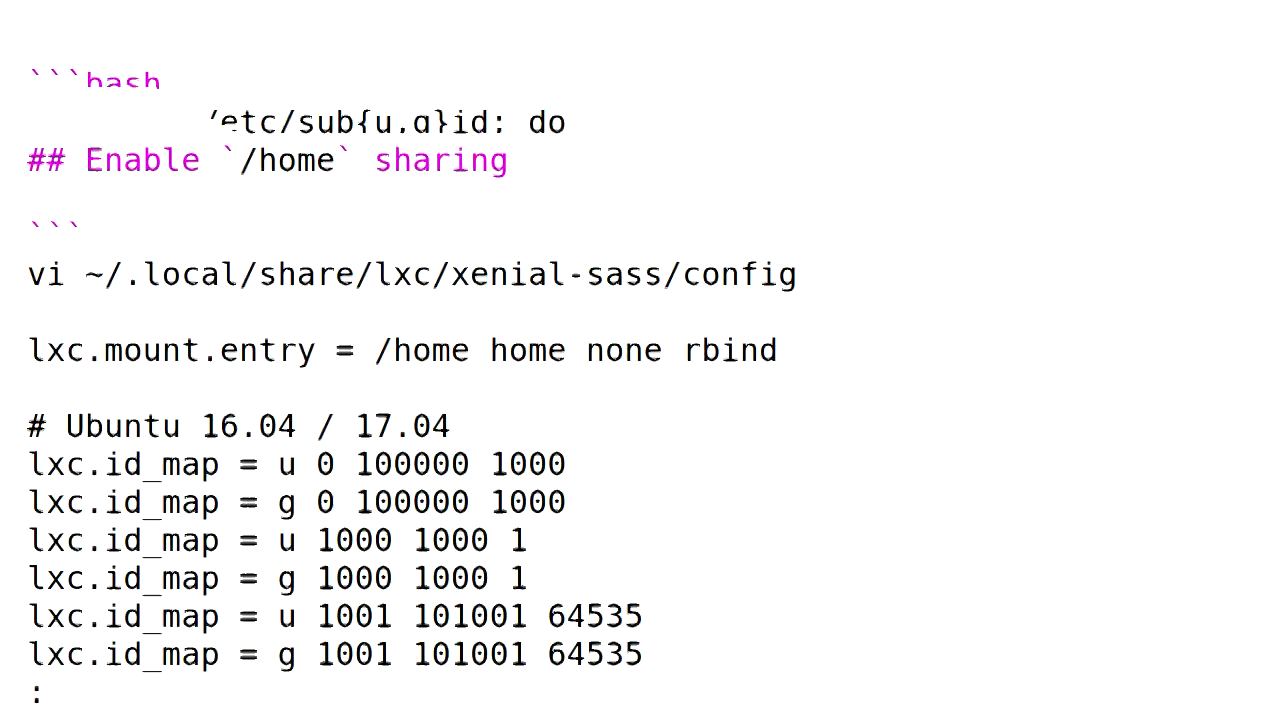 ```bash
/etc/sub{u,g}id: do
## Enable `/home` sharing
```
vi ~/.local/share/lxc/xenial-sass/config
lxc.mount.entry = /home home none rbind
# Ubuntu 16.04 / 17.04
lxc.id_map = u 0 100000 1000
lxc.id_map = g 0 100000 1000
lxc.id_map = u 1000 1000 1
lxc.id_map = g 1000 1000 1
lxc.id_map = u 1001 101001 64535
lxc.id_map = g 1001 101001 64535
: